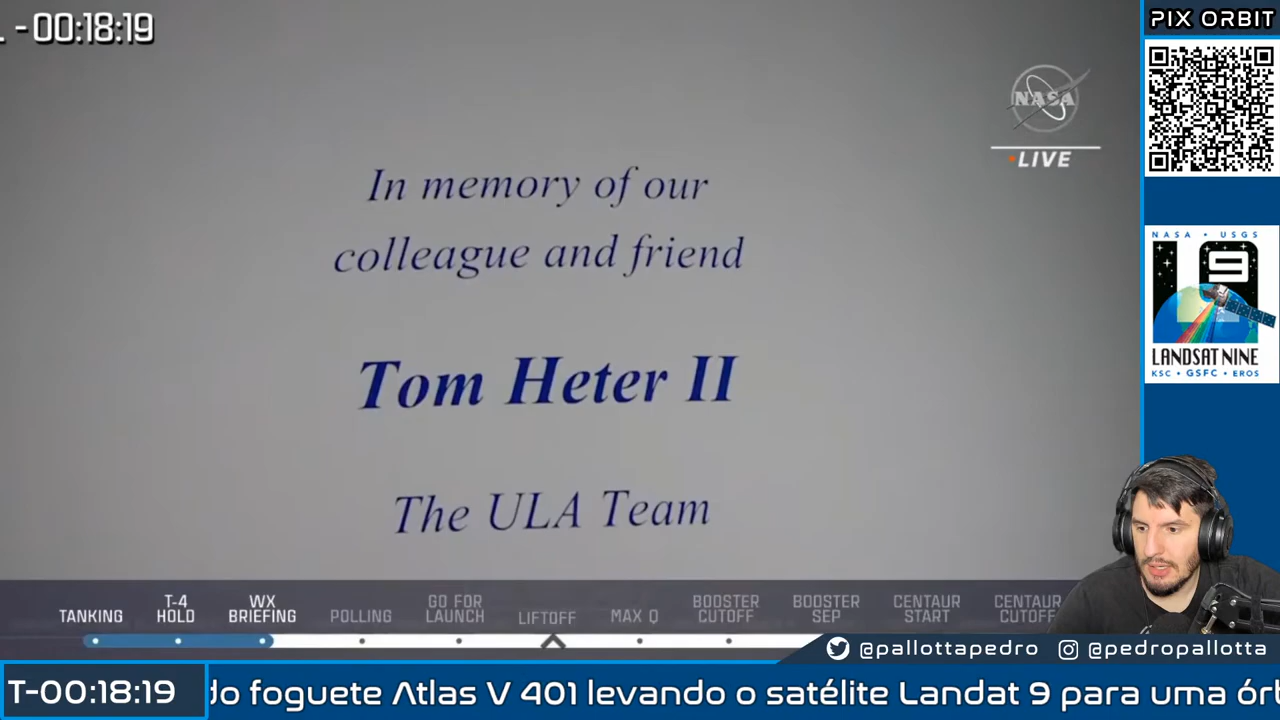 - 00:18:19
PIX ORBIT
NASA
LIVE
In memory of our
colleague and friend
Tom Heter II
The ULA Team
NASA • USGS
9
LANDSAT NINE
KSC • GSFC • EROS
TANKING
T-4 HOLD
WX BRIEFING
POLLING
GO FOR LAUNCH
LIFTOFF
MAX Q
BOOSTER CUTOFF
BOOSTER SEP
CENTAUR START
CENTAUR CUTOFF
@pallottapedro
@pedropallotta
T-00:18:19
do foguete Atlas V 401 levando o satélite Landat 9 para uma